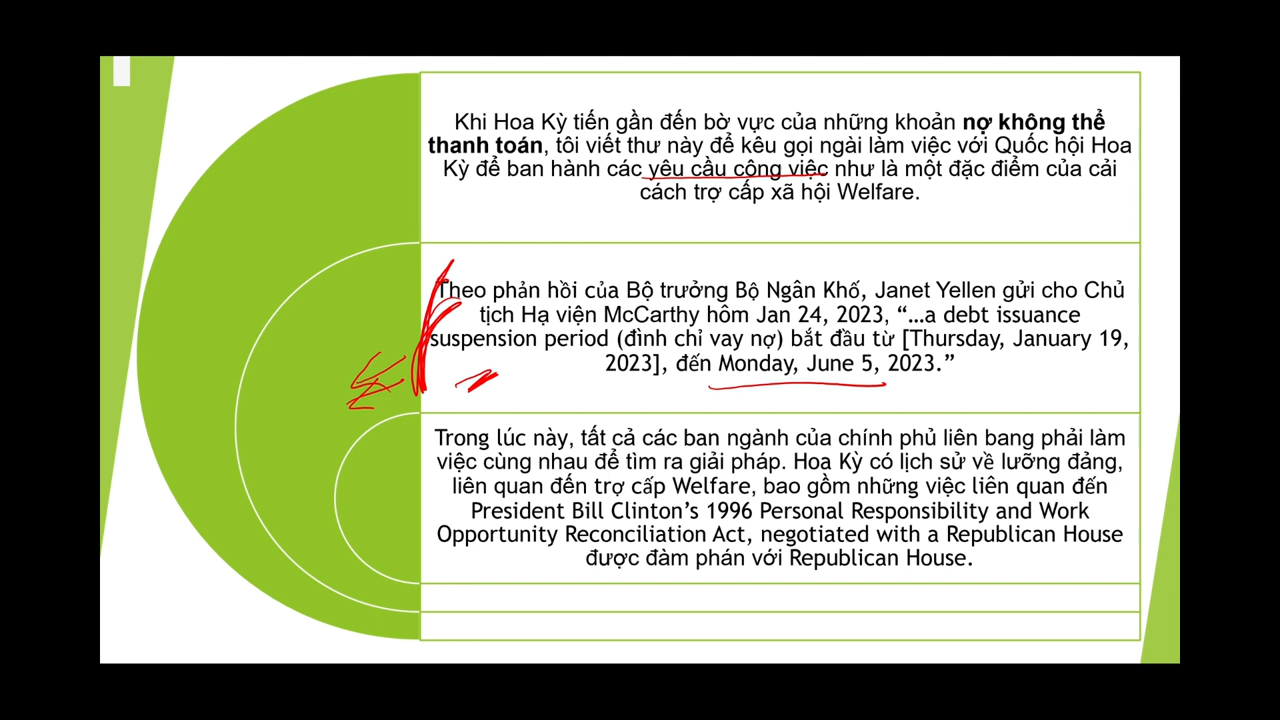 Khi Hoa Kỳ tiến gần đến bờ vực của những khoản nợ không thể
thanh toán, tôi viết thư này để kêu gọi ngài làm việc với Quốc hội Hoa
Kỳ để ban hành các yêu cầu công việc như là một đặc điểm của cải
cách trợ cấp xã hội Welfare.
Theo phản hồi của Bộ trưởng Bộ Ngân Khố, Janet Yellen gửi cho Chủ
tịch Hạ viện McCarthy hôm Jan 24, 2023, “…a debt issuance
suspension period (đình chỉ vay nợ) bắt đầu từ [Thursday, January 19,
2023], đến Monday, June 5, 2023.”
Trong lúc này, tất cả các ban ngành của chính phủ liên bang phải làm
việc cùng nhau để tìm ra giải pháp. Hoa Kỳ có lịch sử về lưỡng đảng,
liên quan đến trợ cấp Welfare, bao gồm những việc liên quan đến
President Bill Clinton’s 1996 Personal Responsibility and Work
Opportunity Reconciliation Act, negotiated with a Republican House
được đàm phán với Republican House.